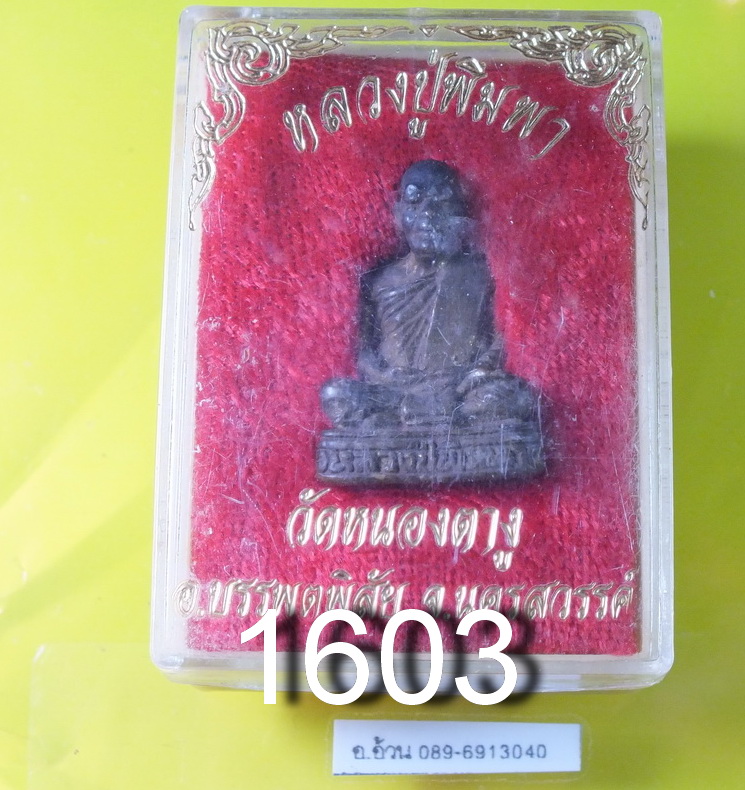 หลวงปู่พิมพา
วัดหนองตางู
อ.บรรพตพิสัย จ.นครสวรรค์
1603
อ.อ้วน 089-6913040